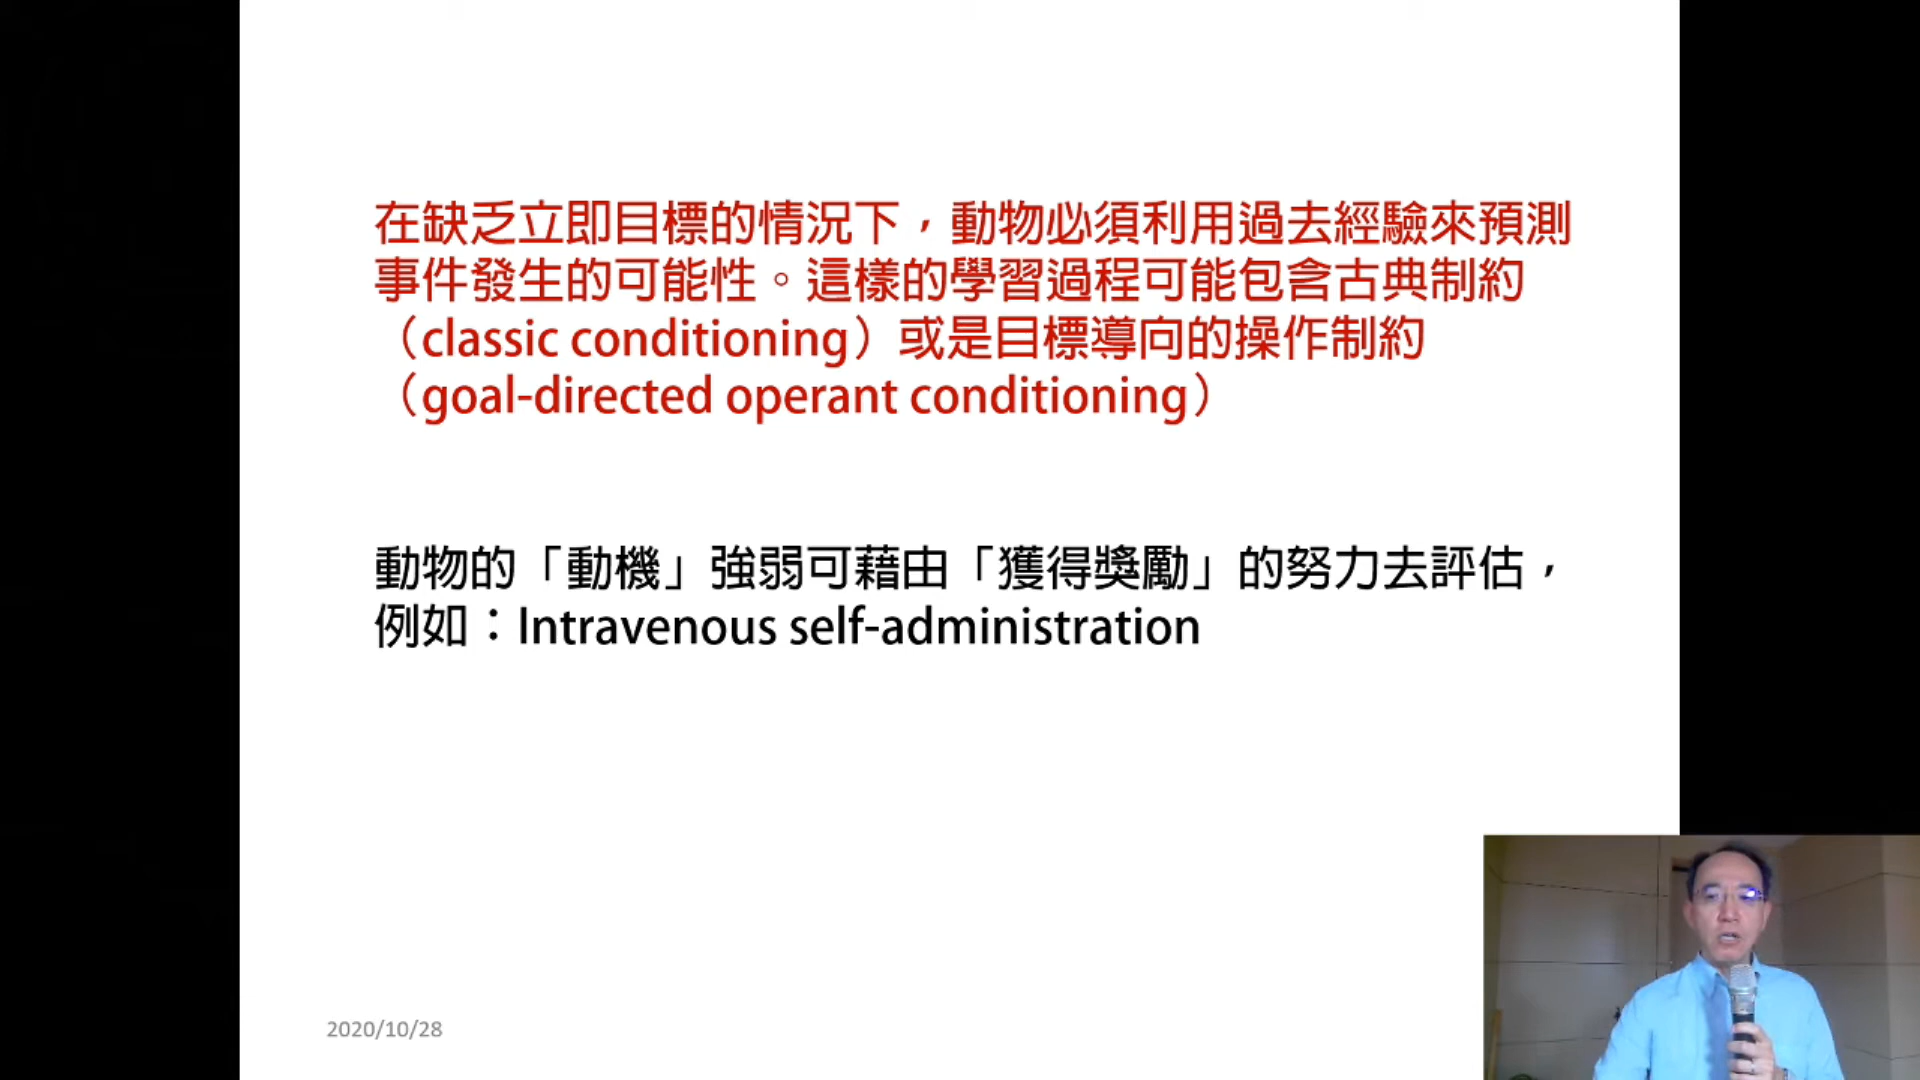 在缺乏立即目標的情況下，動物必須利用過去經驗來預測
事件發生的可能性。這樣的學習過程可能包含古典制約
（classic conditioning）或是目標導向的操作制約
（goal-directed operant conditioning）
動物的「動機」強弱可藉由「獲得獎勵」的努力去評估，
例如：Intravenous self-administration
2020/10/28